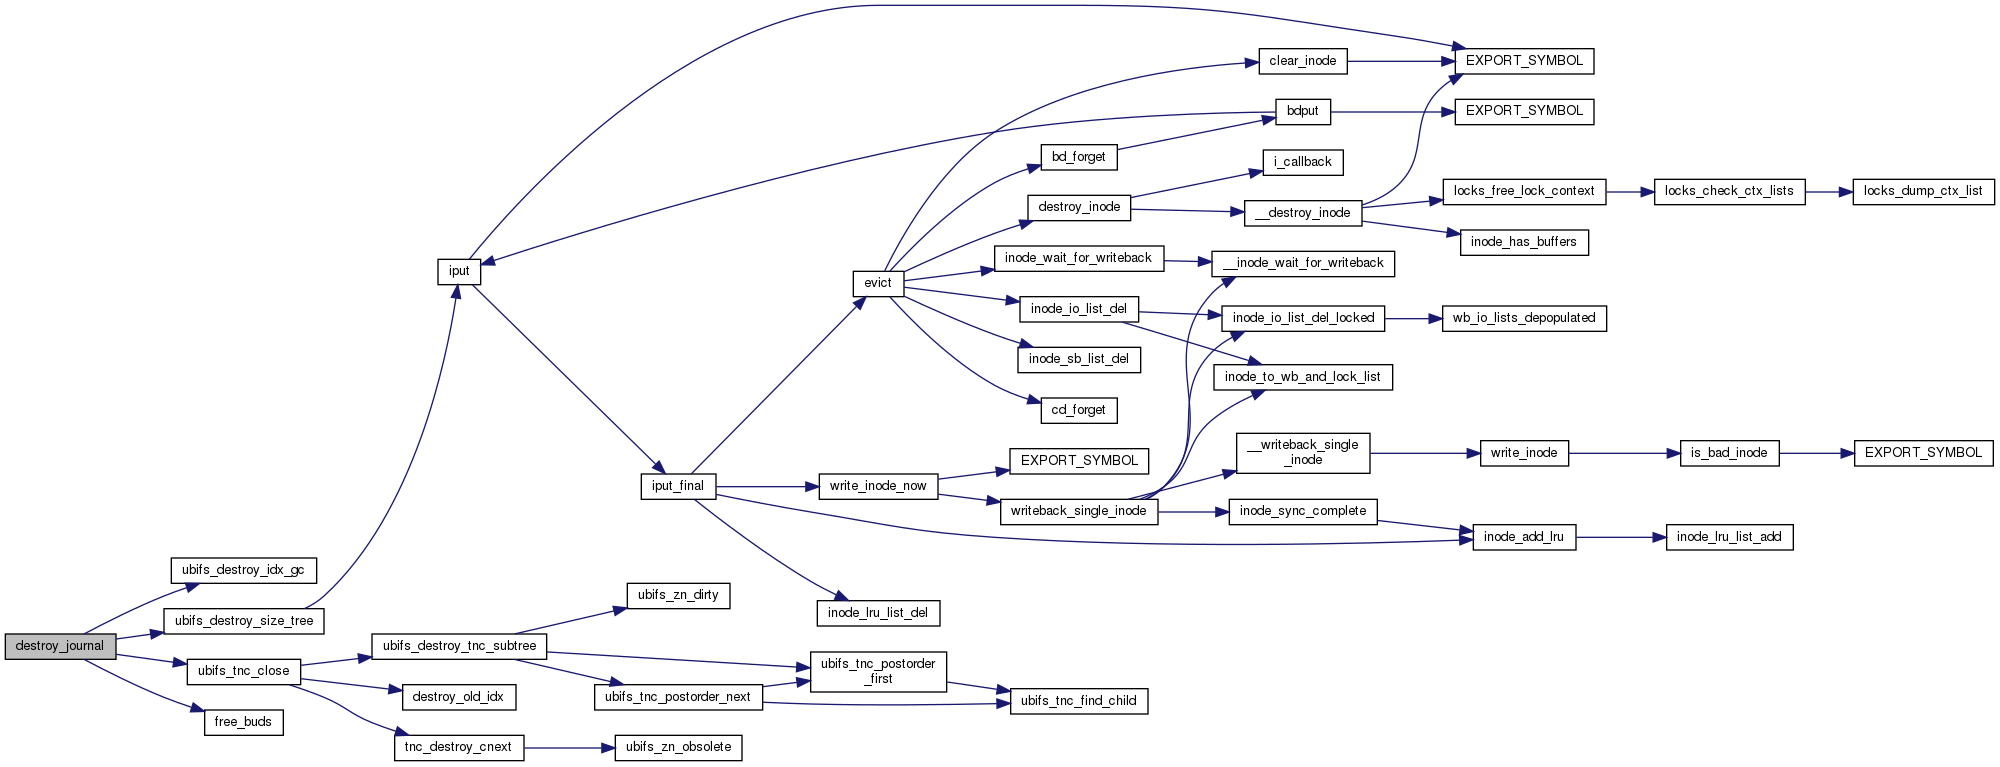 destroy_journal
ubifs_destroy_idx_gc
ubifs_destroy_size_tree
ubifs_tnc_close
free_buds
iput
ubifs_destroy_tnc_subtree
destroy_old_idx
tnc_destroy_cnext
iput_final
ubifs_zn_dirty
ubifs_tnc_postorder_next
ubifs_zn_obsolete
evict
write_inode_now
inode_lru_list_del
ubifs_tnc_postorder
_first
bd_forget
destroy_inode
inode_wait_for_writeback
inode_io_list_del
inode_sb_list_del
cd_forget
EXPORT_SYMBOL
writeback_single_inode
ubifs_tnc_find_child
clear_inode
bdput
i_callback
__destroy_inode
__inode_wait_for_writeback
inode_io_list_del_locked
inode_to_wb_and_lock_list
__writeback_single
_inode
inode_sync_complete
EXPORT_SYMBOL
EXPORT_SYMBOL
locks_free_lock_context
inode_has_buffers
wb_io_lists_depopulated
write_inode
inode_add_lru
locks_check_ctx_lists
is_bad_inode
inode_lru_list_add
locks_dump_ctx_list
EXPORT_SYMBOL